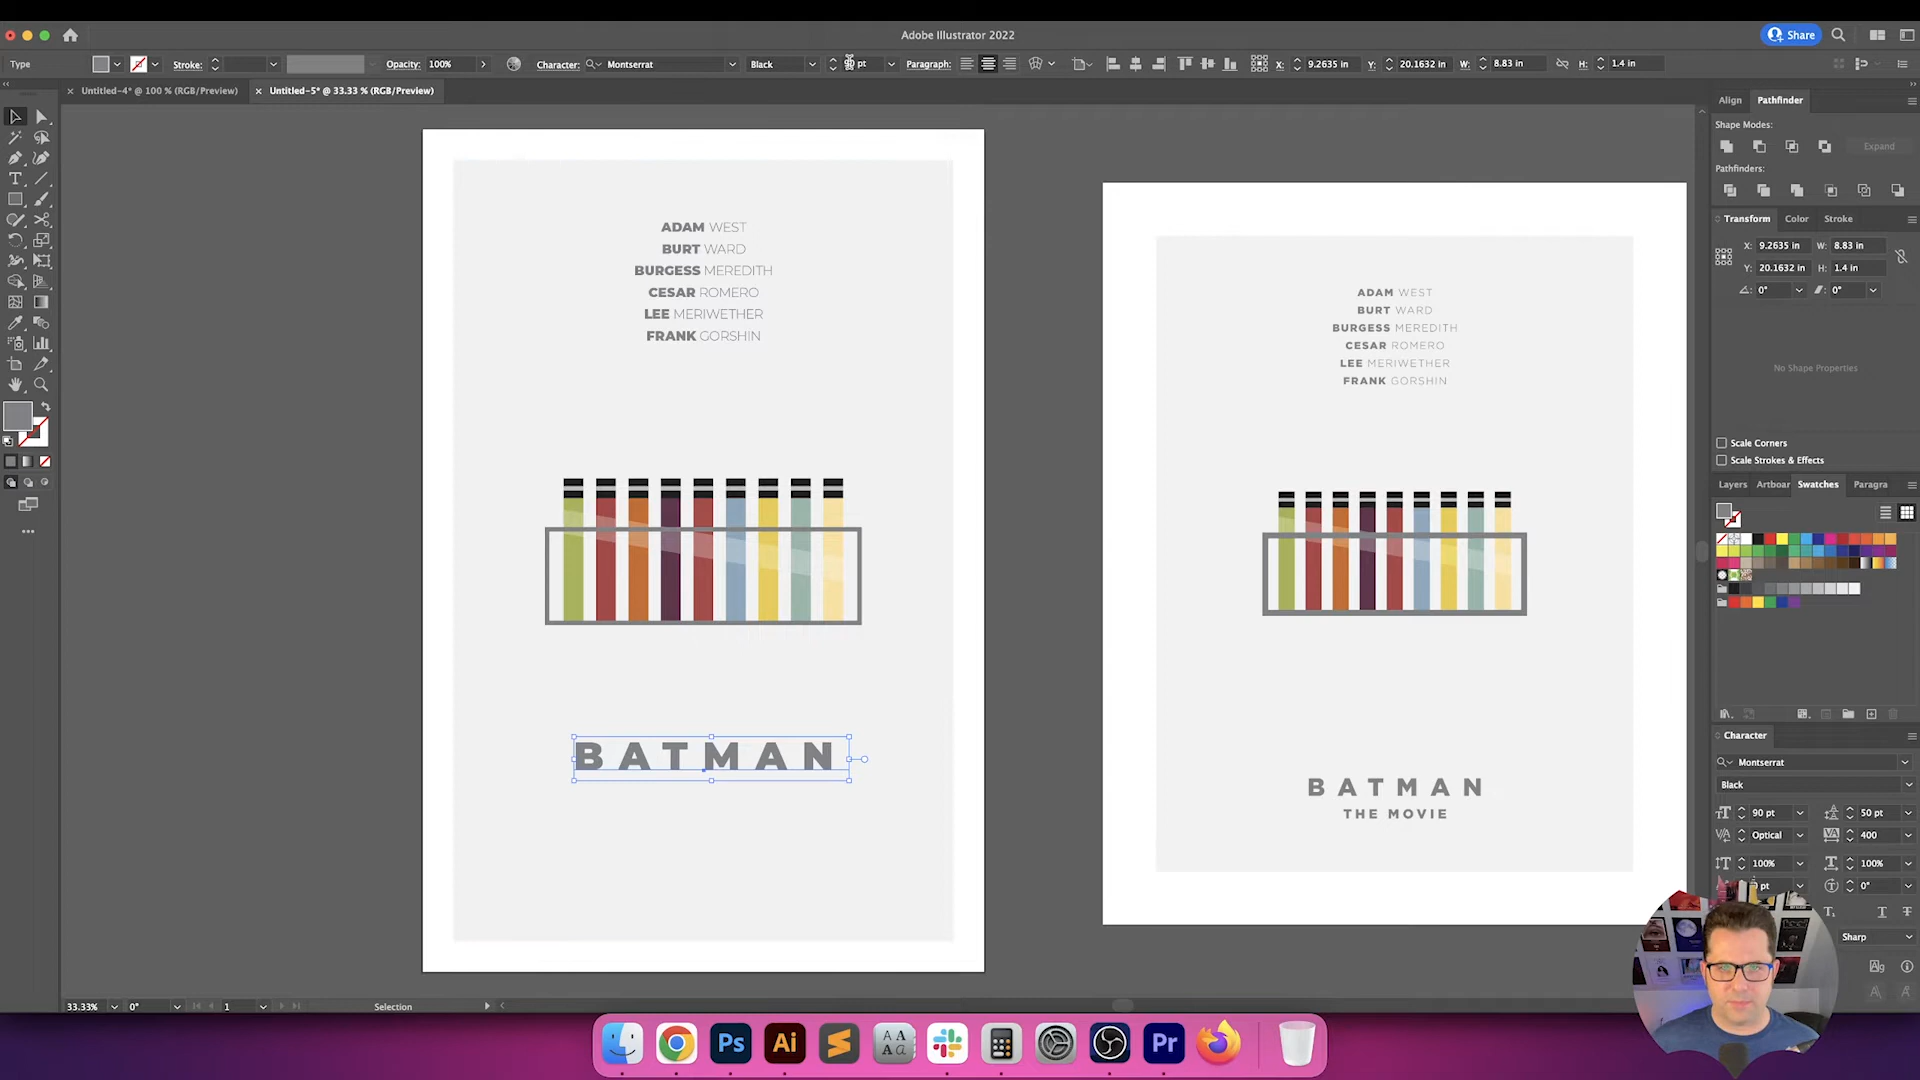 Adobe Illustrator 2022
Share
Type
Stroke:
Opacity: 100%
Character: Montserrat
Black
pt
Paragraph:
X: 9.2635 in
Y: 20.1632 in
W: 8.83 in
H: 1.4 in
Untitled-4* @ 100 % (RGB/Preview)
Untitled-5* @ 33.33 % (RGB/Preview)
Align
Pathfinder
Shape Modes:
Expand
Pathfinders:
Transform
Color
Stroke
X: 9.2635 in
W: 8.83 in
Y: 20.1632 in
H: 1.4 in
0°
0°
No Shape Properties
Scale Corners
Scale Strokes & Effects
Layers
Artboar
Swatches
Paragra
Character
Montserrat
Black
90 pt
50 pt
Optical
400
100%
100%
pt
0°
Sharp
ADAM WEST
BURT WARD
BURGESS MEREDITH
CESAR ROMERO
LEE MERIWETHER
FRANK GORSHIN
BATMAN
ADAM WEST
BURT WARD
BURGESS MEREDITH
CESAR ROMERO
LEE MERIWETHER
FRANK GORSHIN
BATMAN
THE MOVIE
33.33%
0°
1
Selection
Ps
Ai
Pr